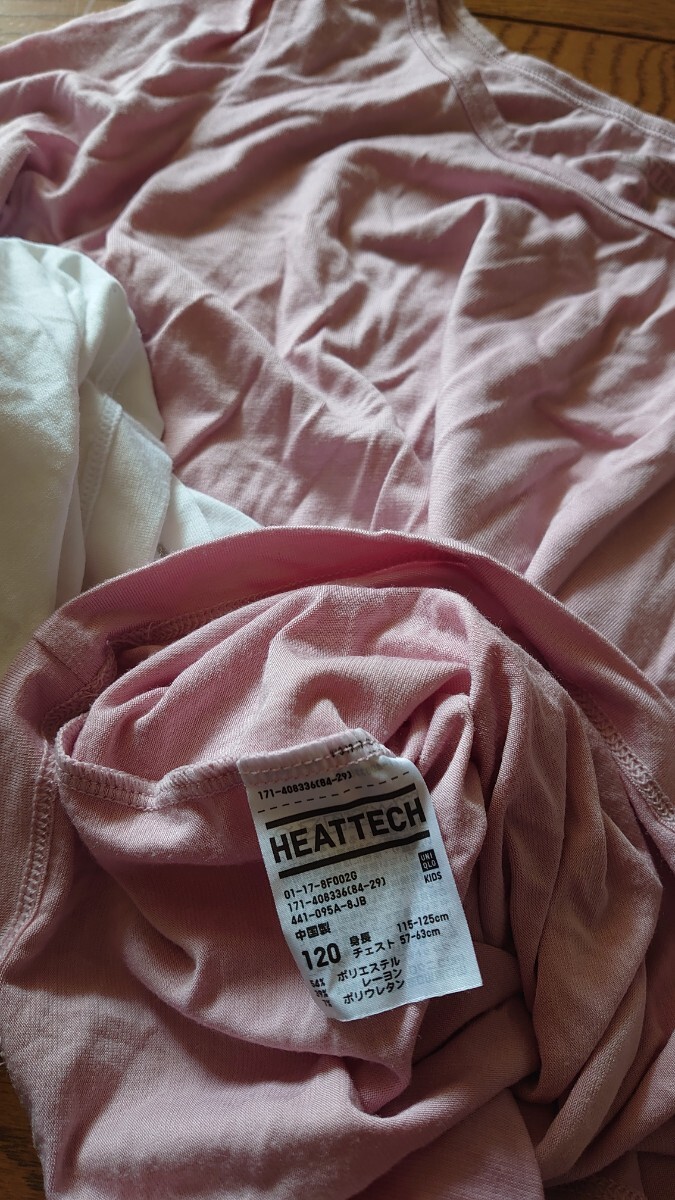 171-408336(84-29)
HEATTECH
UNI
QLO
KIDS
01-17-8F002G
171-408336(84-29)
441-095A-8JB
中国製
120 身長 115-125cm
チェスト 57-63cm
ポリエステル
レーヨン
ポリウレタン